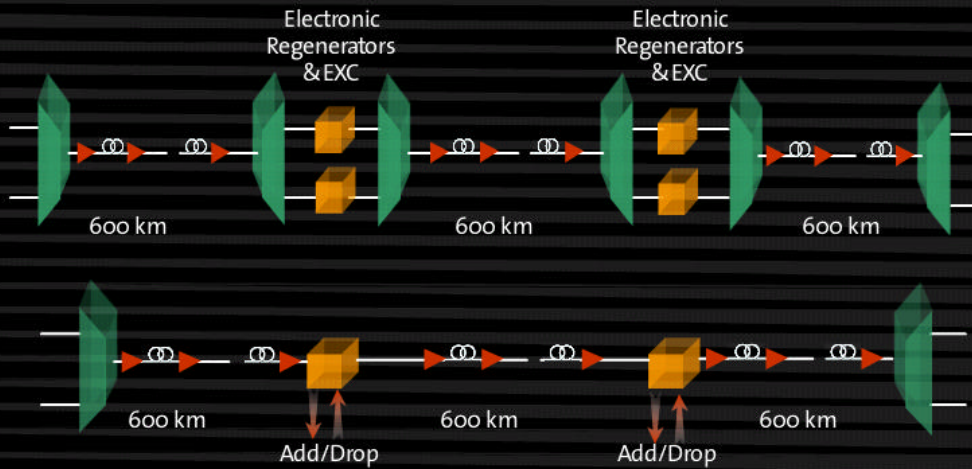 Electronic
Regenerators
& EXC
Electronic
Regenerators
& EXC
600 km
600 km
600 km
600 km
600 km
600 km
Add/Drop
Add/Drop